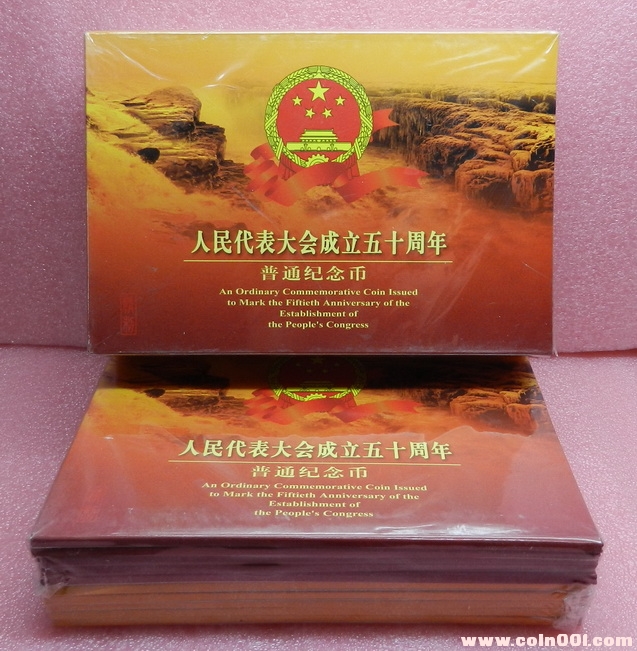 人民代表大会成立五十周年
普通纪念币
An Ordinary Commemorative Coin Issued
to Mark the Fiftieth Anniversary of the
Establishment of
the People's Congress
人民代表大会成立五十周年
普通纪念币
An Ordinary Commemorative Coin Issued
to Mark the Fiftieth Anniversary of the
Establishment of
the People's Congress
www.coln001.com